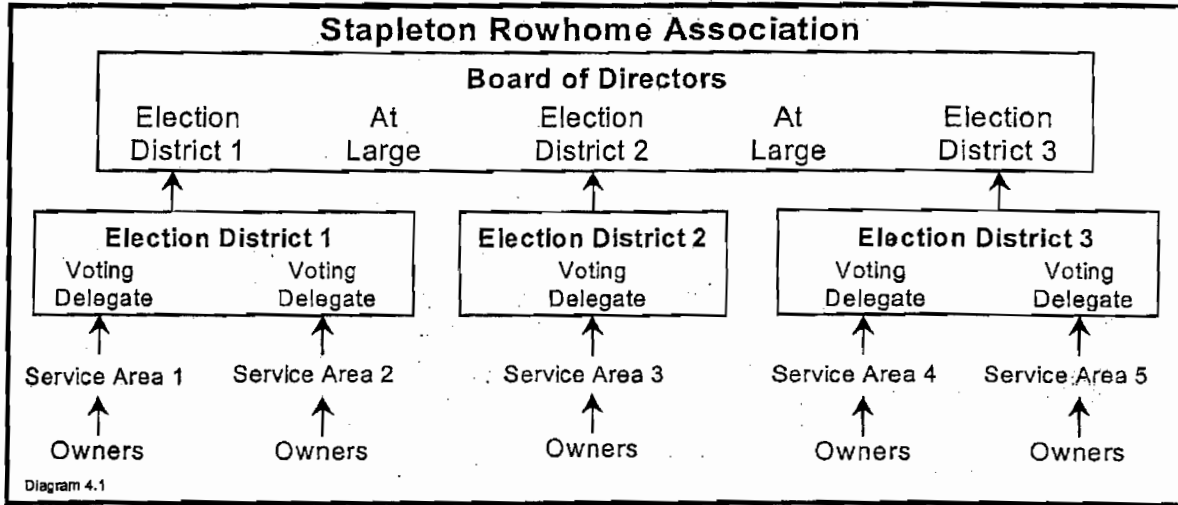 Stapleton Rowhome Association
Board of Directors
Election At Election At Election
District 1 Large District 2 Large District 3
Election District 1 Election District 2 Election District 3
Voting Voting Voting Voting Voting
Delegate Delegate Delegate Delegate Delegate
Service Area 1 Service Area 2 Service Area 3 Service Area 4 Service Area 5
Owners Owners Owners Owners Owners
Diagram 4.1